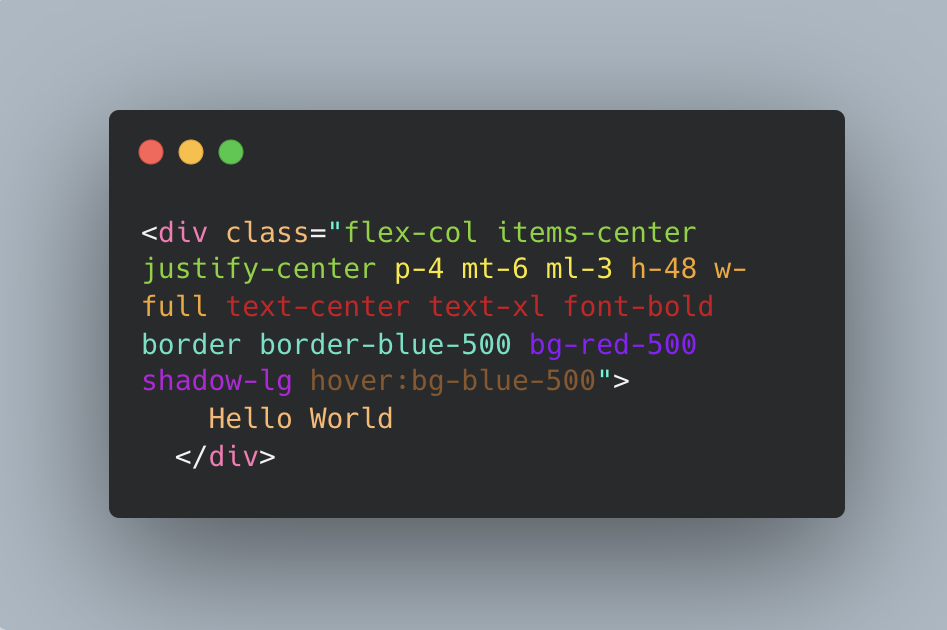 <div class="flex-col items-center
justify-center p-4 mt-6 ml-3 h-48 w-
full text-center text-xl font-bold
border border-blue-500 bg-red-500
shadow-lg hover:bg-blue-500">
    Hello World
  </div>